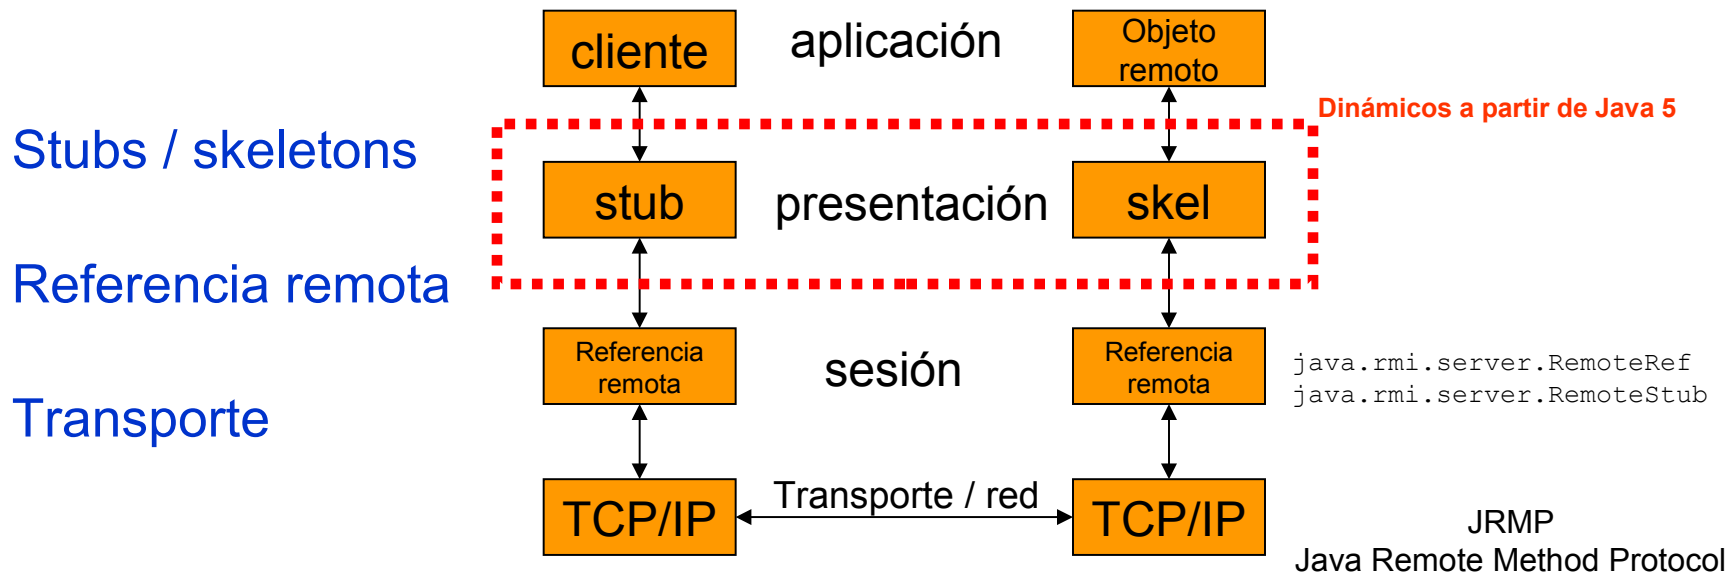 cliente
aplicación
Objeto
remoto
Dinámicos a partir de Java 5
Stubs / skeletons
stub
presentación
skel
Referencia remota
Referencia
remota
sesión
Referencia
remota
java.rmi.server.RemoteRef
java.rmi.server.RemoteStub
Transporte
TCP/IP
Transporte / red
TCP/IP
JRMP
Java Remote Method Protocol